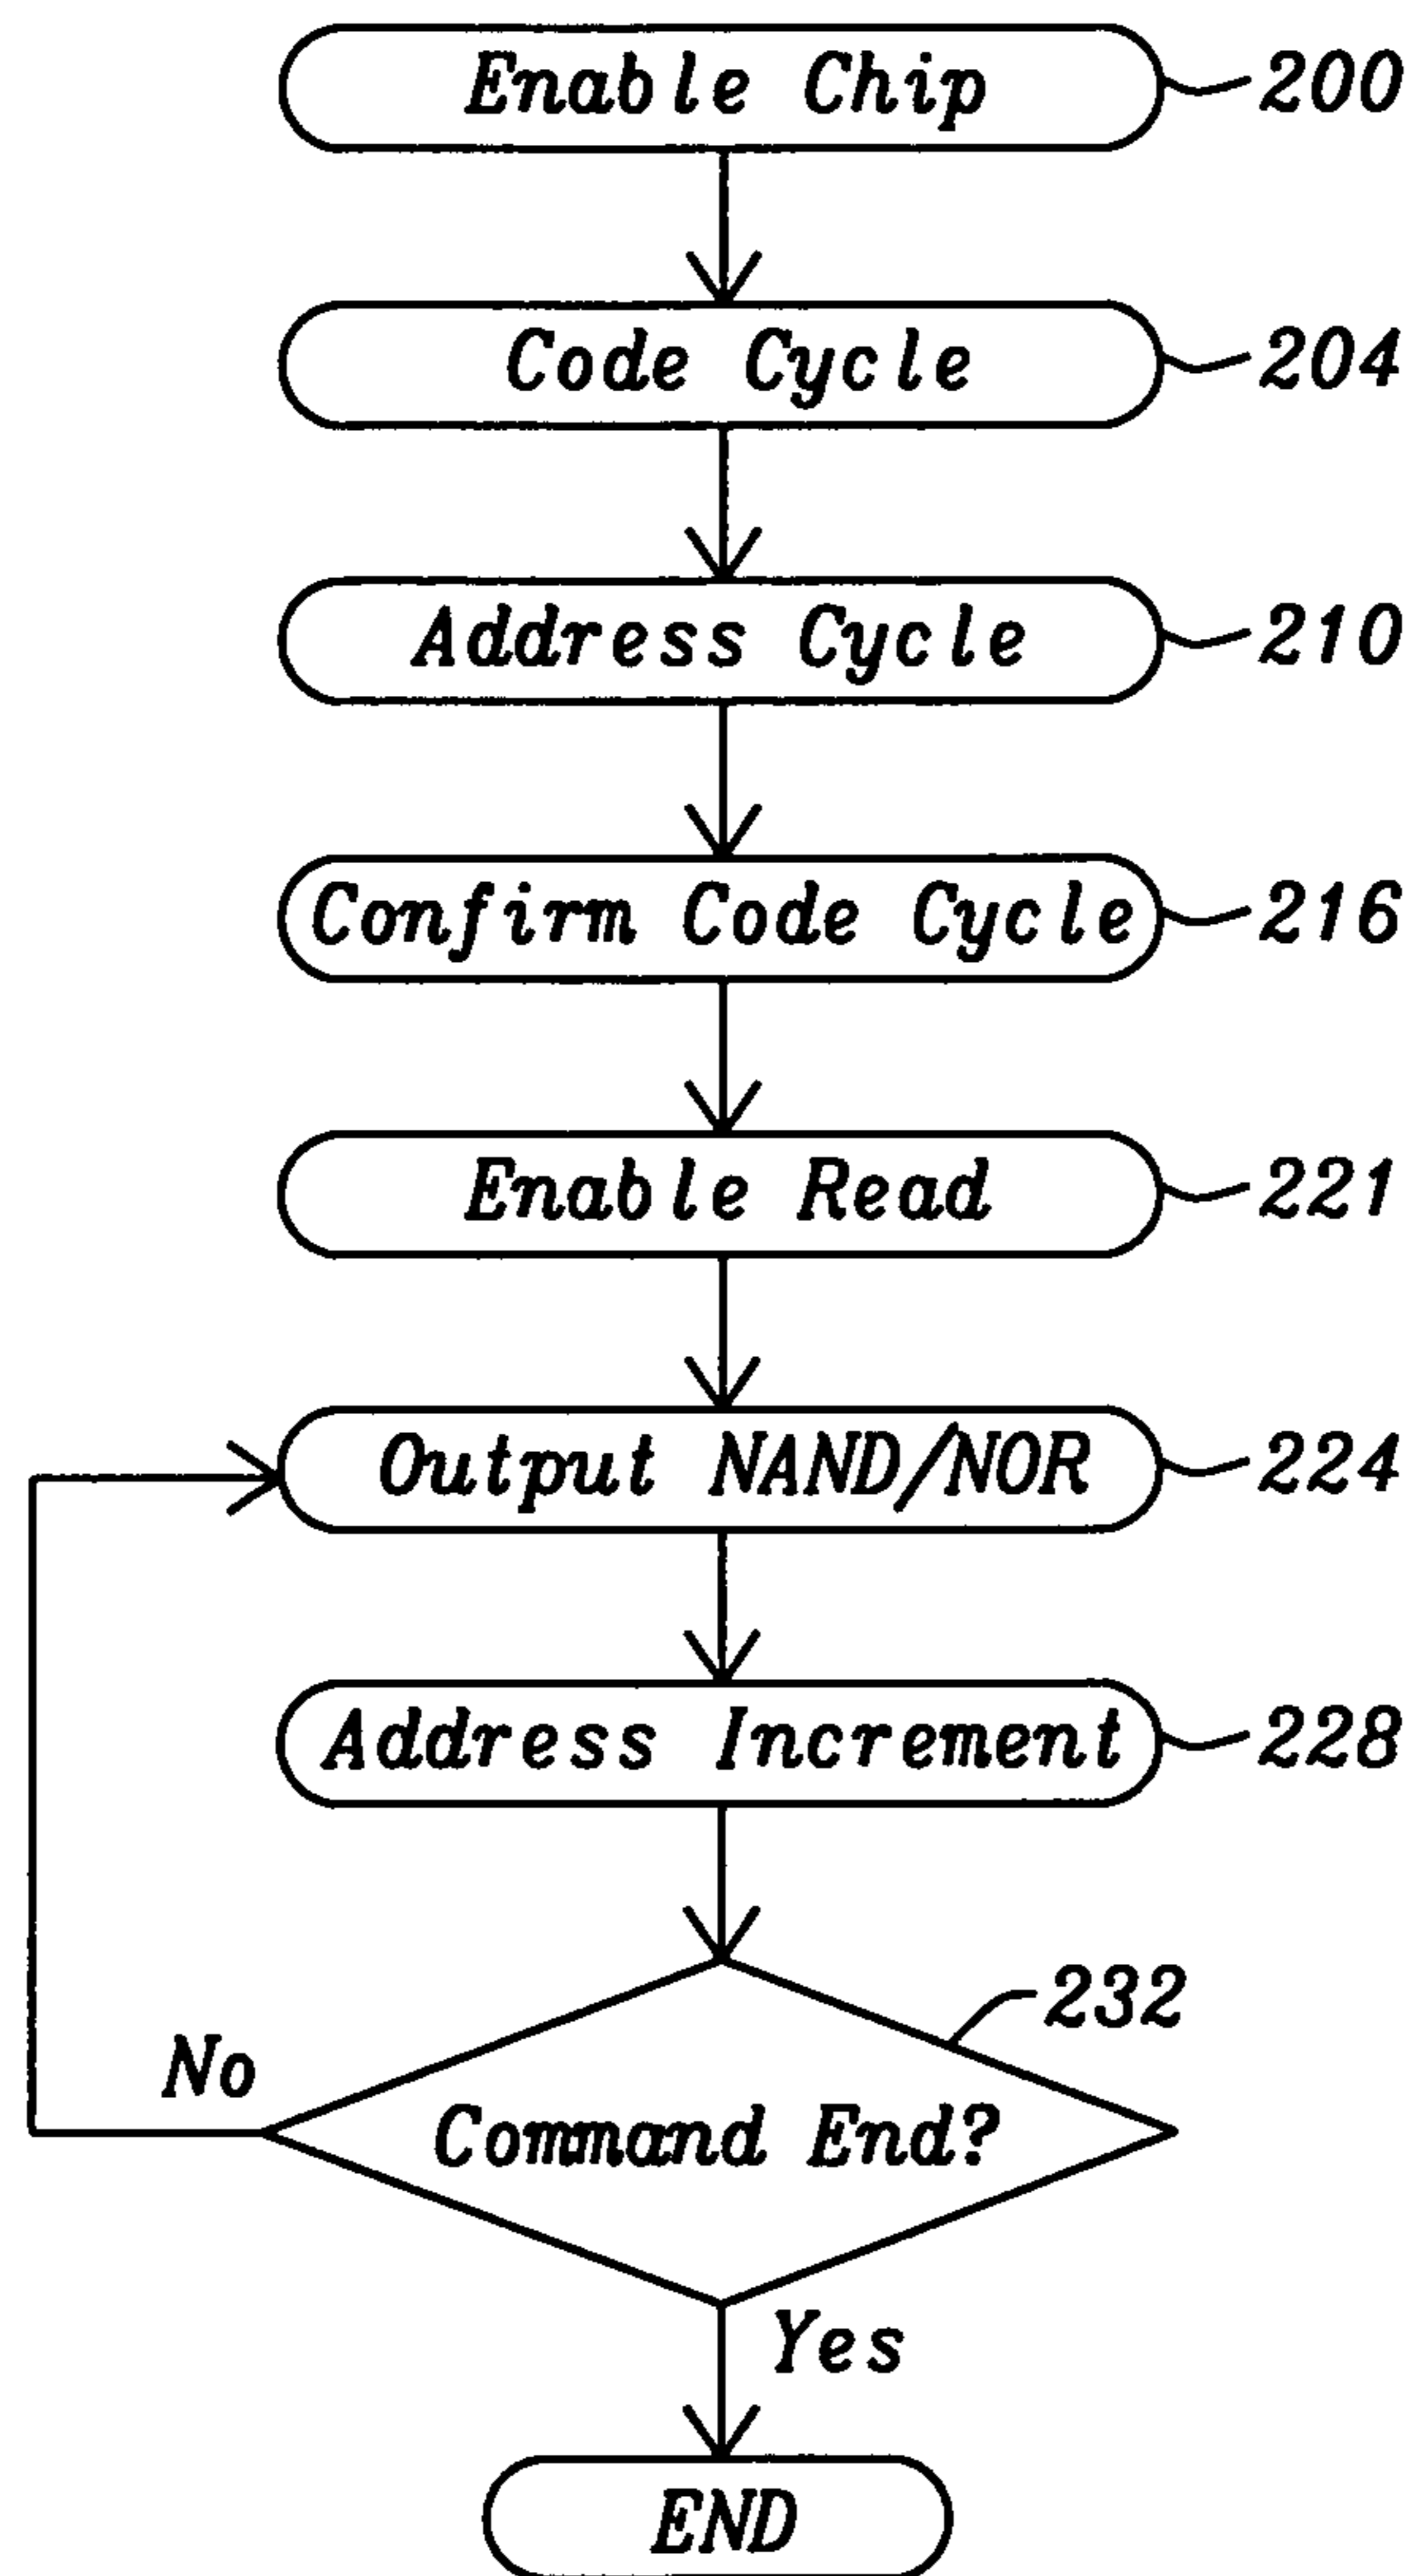 Enable Chip 200
Code Cycle 204
Address Cycle 210
Confirm Code Cycle 216
Enable Read 221
Output NAND/NOR 224
Address Increment 228
232
No
Command End?
Yes
END